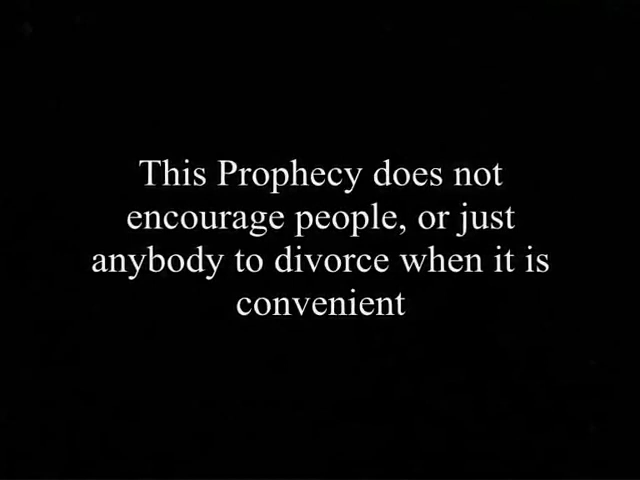 This Prophecy does not
encourage people, or just
anybody to divorce when it is
convenient